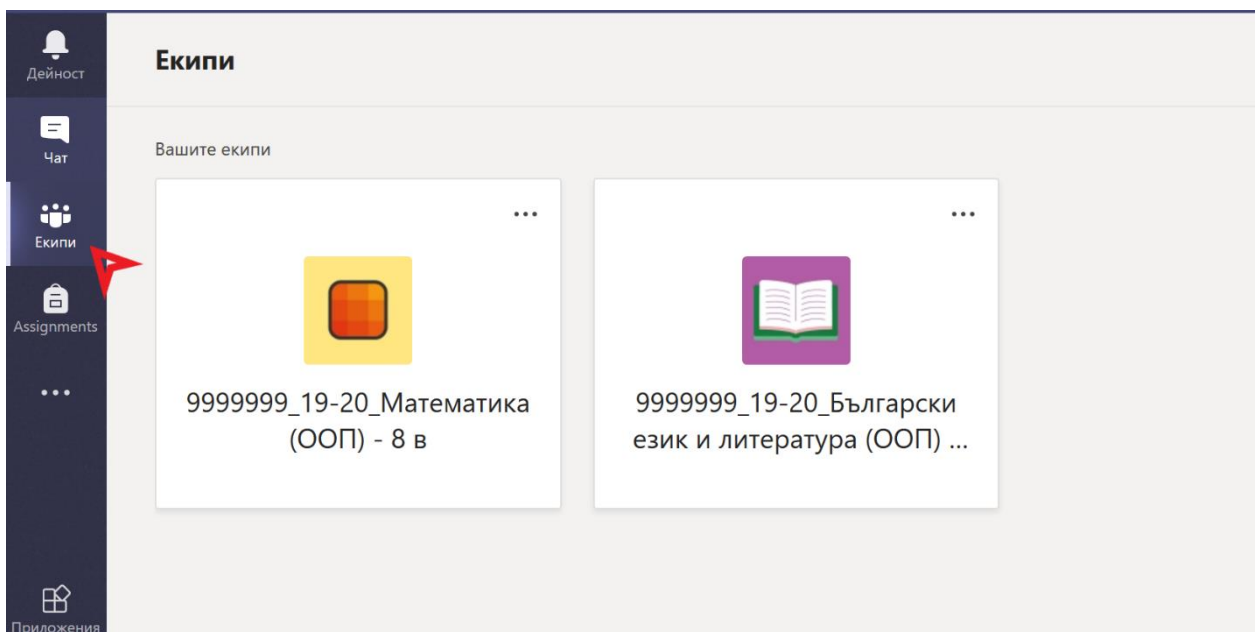 Дейност
Чат
Екипи
Assignments
Приложения
Екипи
Вашите екипи
9999999_19-20_Математика
(ООП) - 8 в
9999999_19-20_Български
език и литература (ООП) ...